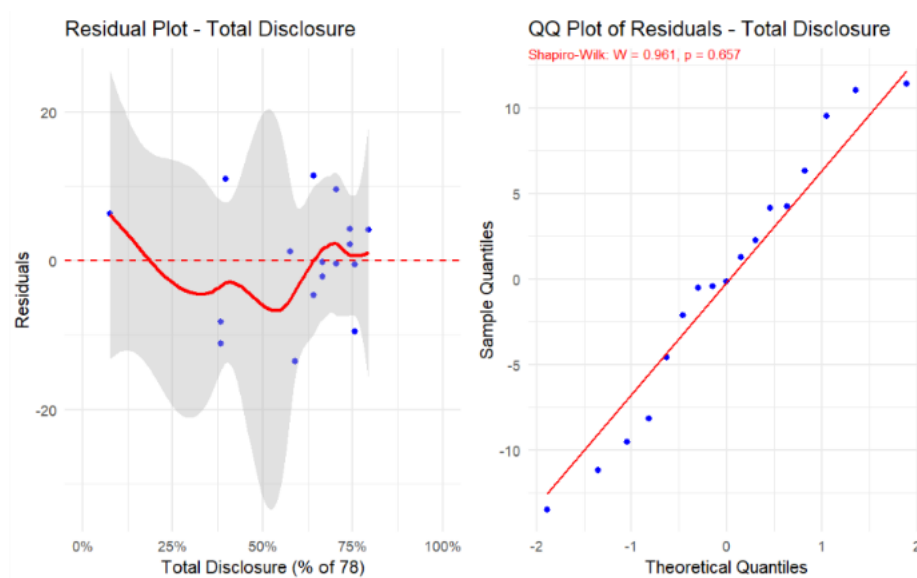 Residual Plot - Total Disclosure
20
0
-20
Residuals
0%
25%
50%
75%
100%
Total Disclosure (% of 78)
QQ Plot of Residuals - Total Disclosure
Shapiro-Wilk: W = 0.961, p = 0.657
10
5
0
-5
-10
Sample Quantiles
-2
-1
0
1
2
Theoretical Quantiles